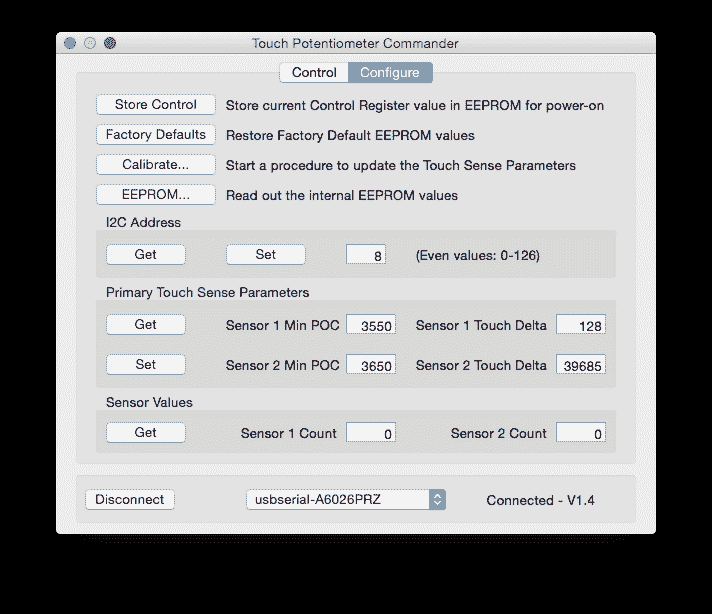 Touch Potentiometer Commander
Control Configure
Store Control Store current Control Register value in EEPROM for power-on
Factory Defaults Restore Factory Default EEPROM values
Calibrate... Start a procedure to update the Touch Sense Parameters
EEPROM... Read out the internal EEPROM values
I2C Address
Get Set 8 (Even values: 0-126)
Primary Touch Sense Parameters
Get Sensor 1 Min POC 3550 Sensor 1 Touch Delta 128
Set Sensor 2 Min POC 3650 Sensor 2 Touch Delta 39685
Sensor Values
Get Sensor 1 Count 0 Sensor 2 Count 0
Disconnect usbserial-A6026PRZ Connected - V1.4